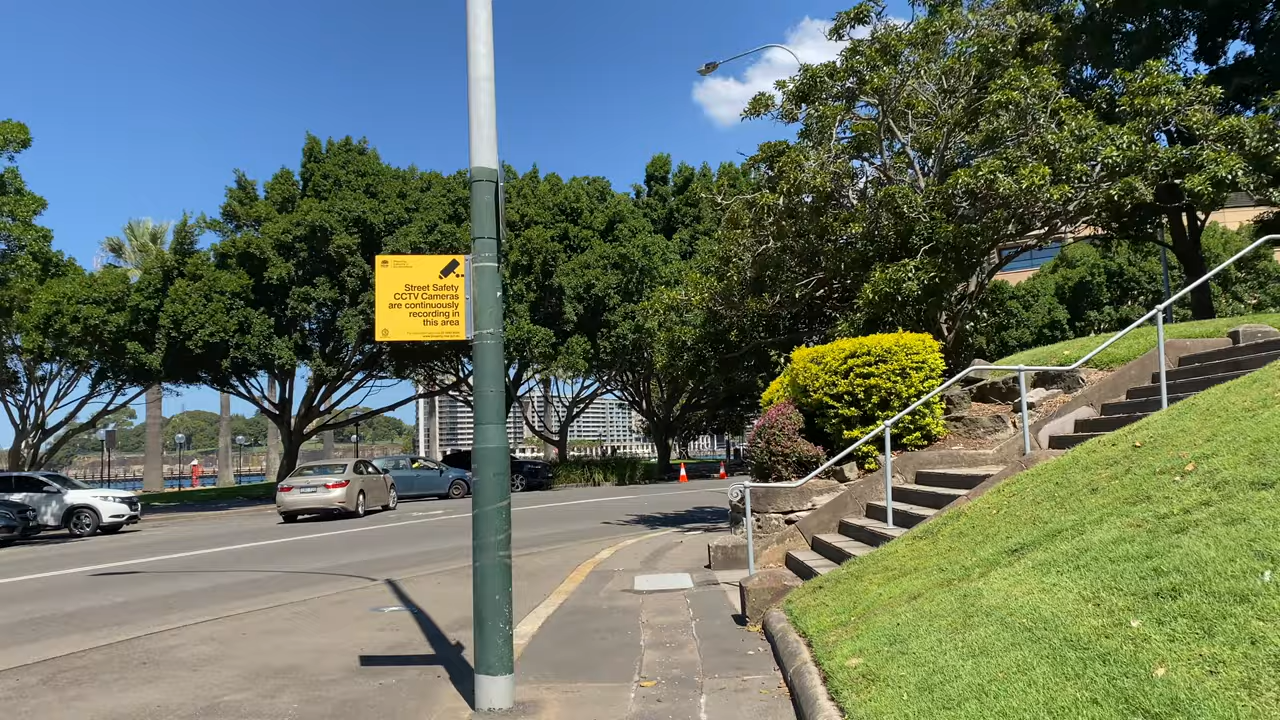 Street Safety
CCTV Cameras
are continuously
recording in
this area